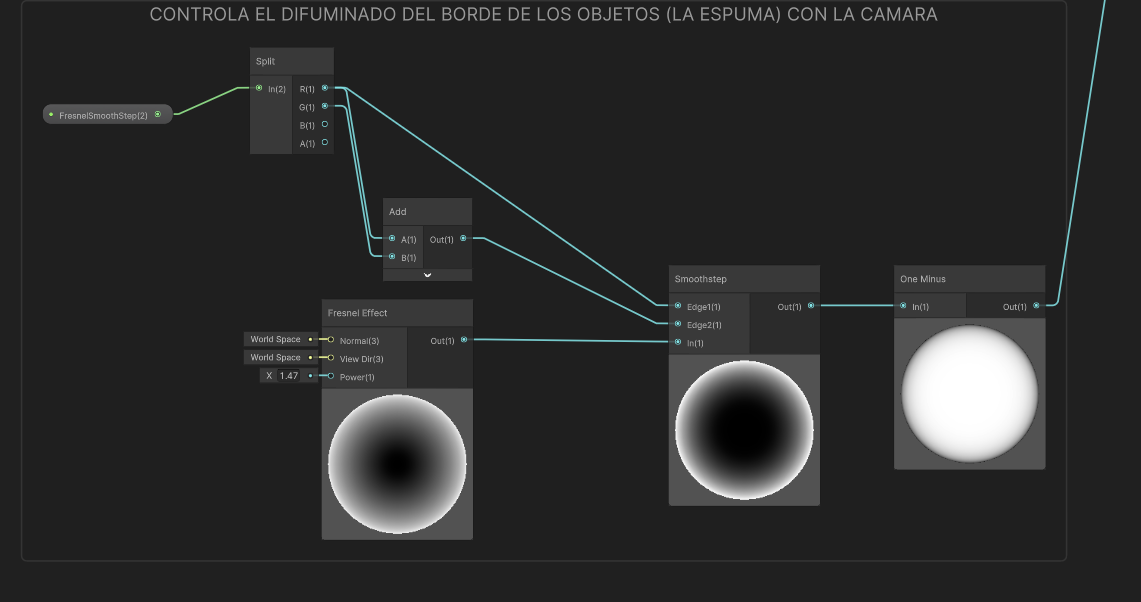 CONTROLA EL DIFUMINADO DEL BORDE DE LOS OBJETOS (LA ESPUMA) CON LA CAMARA
Split
In(2)
R(1)
G(1)
B(1)
A(1)
FresnelSmoothStep(2)
Add
A(1)
Out(1)
B(1)
Smoothstep
Edge1(1)
Out(1)
Edge2(1)
In(1)
One Minus
In(1)
Out(1)
Fresnel Effect
World Space
Normal(3)
Out(1)
World Space
View Dir(3)
X 1.47
Power(1)